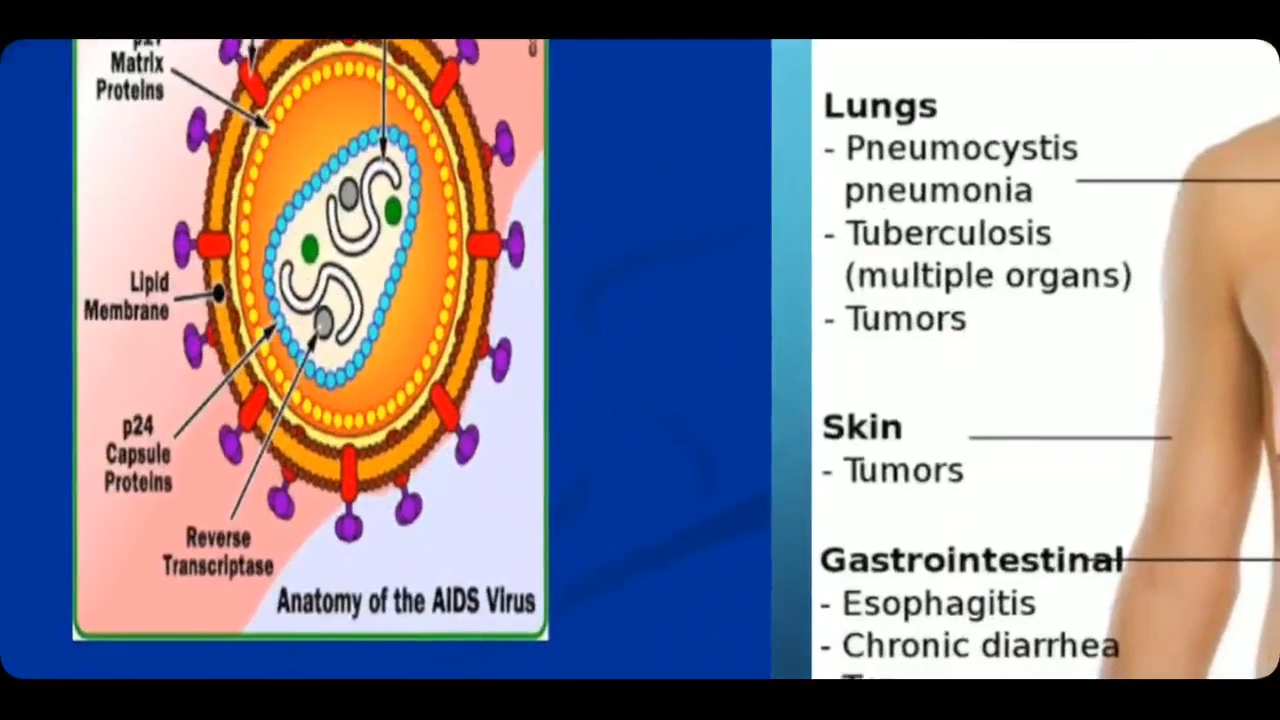 Matrix
Proteins
Lipid
Membrane
p24
Capsule
Proteins
Reverse
Transcriptase
Anatomy of the AIDS Virus
Lungs
- Pneumocystis
pneumonia
- Tuberculosis
(multiple organs)
- Tumors
Skin
- Tumors
Gastrointestinal
- Esophagitis
- Chronic diarrhea